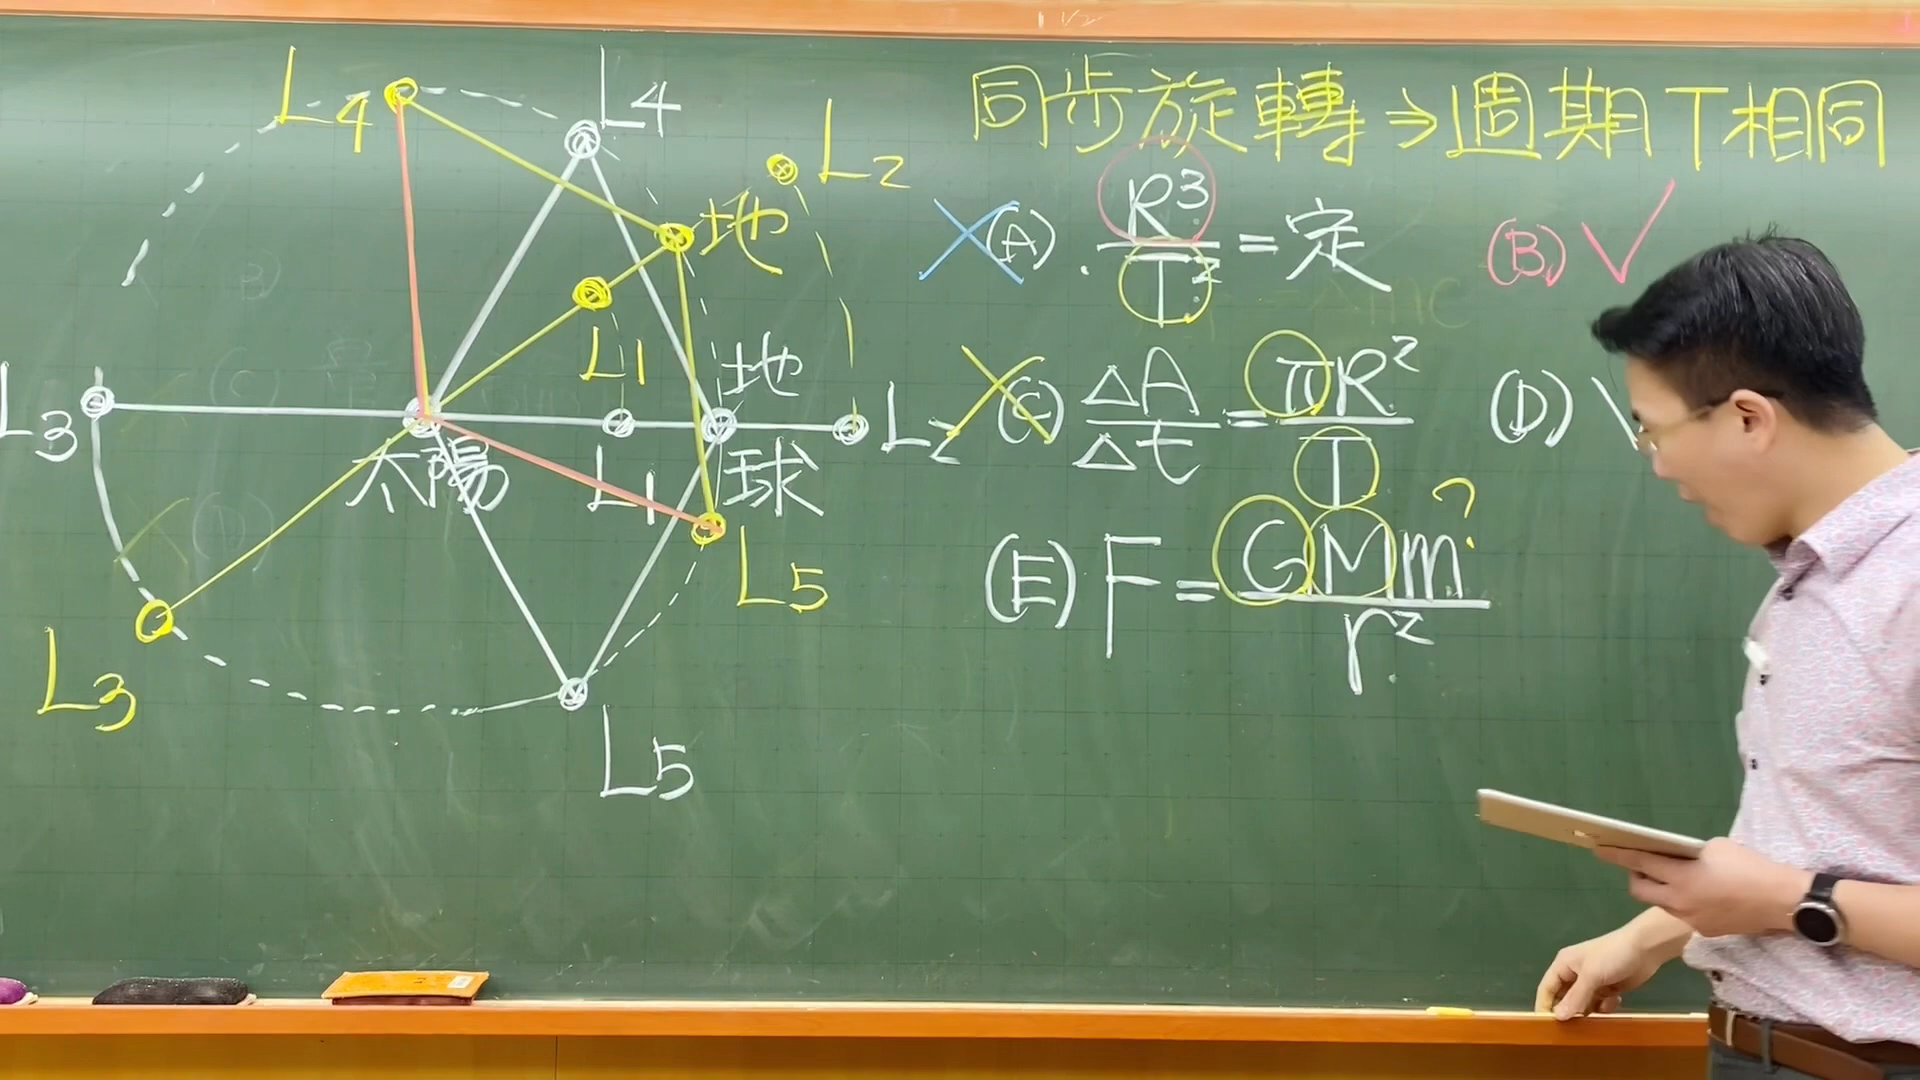 同步旋轉⇒週期T相同
(A) R³/T² = 定
(B) ✓
(C) ΔA/Δt = πR²/T
(D)
(E) F = GMm?/r²
L4
L4
L2
地
L1
地
球
L3
L2
太陽
L1
L5
L3
L5